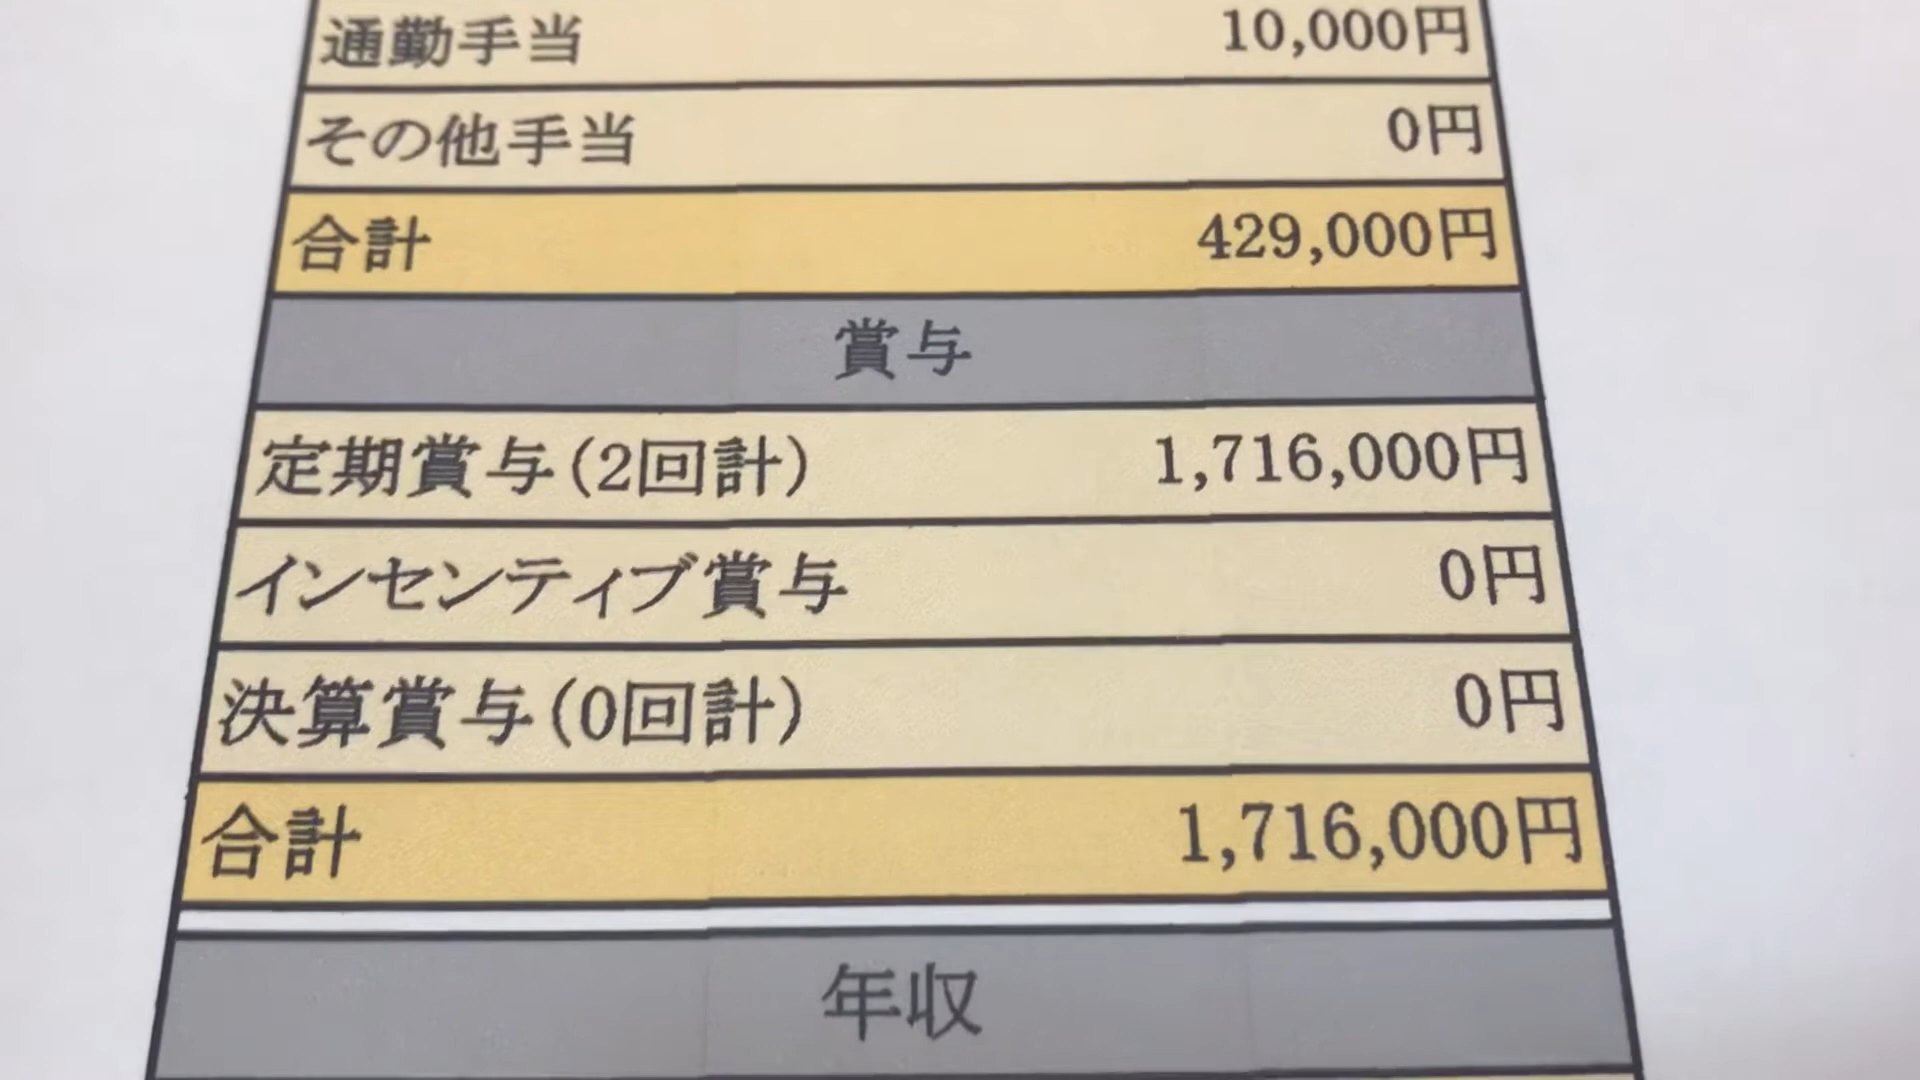 通勤手当 10,000円
その他手当 0円
合計 429,000円
賞与
定期賞与(2回計) 1,716,000円
インセンティブ賞与 0円
決算賞与(0回計) 0円
合計 1,716,000円
年収